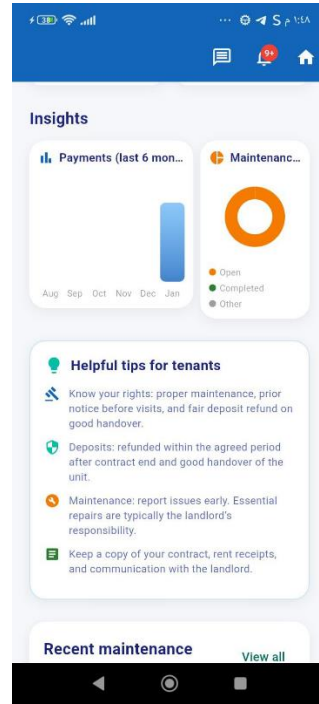 38
S م ١:٤٨
9+
Insights
Payments (last 6 mon...
Maintenanc...
Aug Sep Oct Nov Dec Jan
Open
Completed
Other
Helpful tips for tenants
Know your rights: proper maintenance, prior
notice before visits, and fair deposit refund on
good handover.
Deposits: refunded within the agreed period
after contract end and good handover of the
unit.
Maintenance: report issues early. Essential
repairs are typically the landlord's
responsibility.
Keep a copy of your contract, rent receipts,
and communication with the landlord.
Recent maintenance
View all